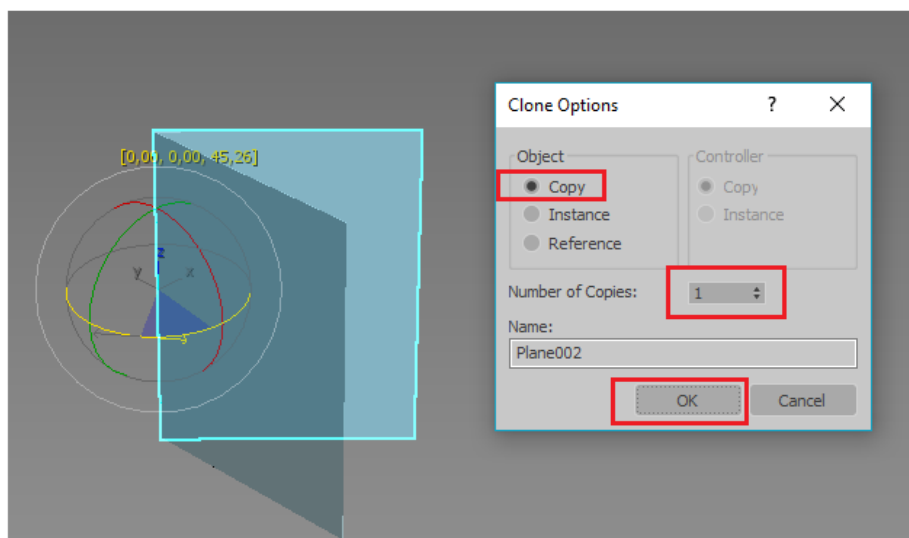 [0,00, 0,00, 45,26]
z
y
x
Clone Options ? X
Object
Controller
Copy
Copy
Instance
Instance
Reference
Number of Copies: 1
Name:
Plane002
OK Cancel